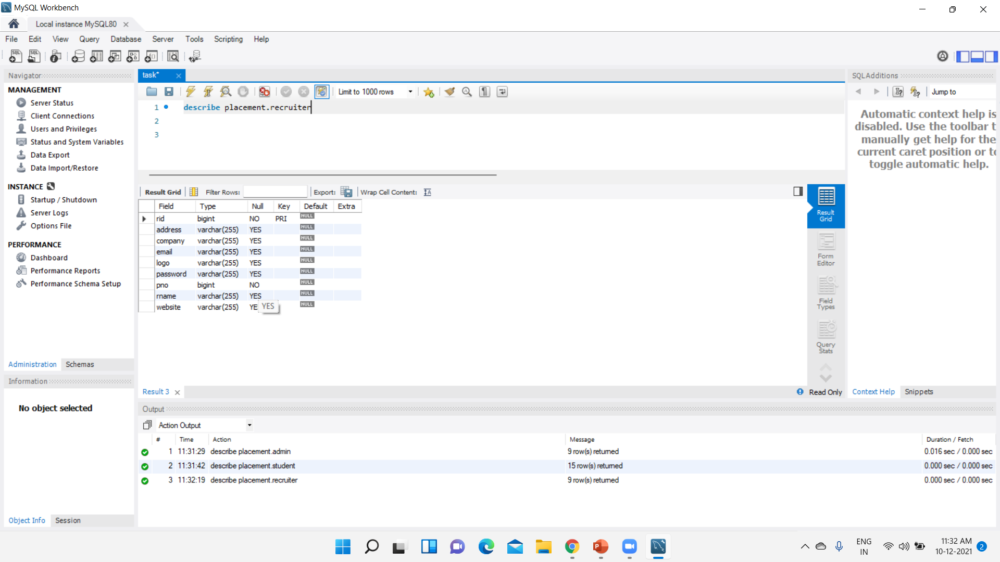 MySQL Workbench
Local instance MySQL80
File Edit View Query Database Server Tools Scripting Help
Navigator
MANAGEMENT
Server Status
Client Connections
Users and Privileges
Status and System Variables
Data Export
Data Import/Restore
INSTANCE
Startup / Shutdown
Server Logs
Options File
PERFORMANCE
Dashboard
Performance Reports
Performance Schema Setup
Administration Schemas
Information
No object selected
Object Info Session
task*
Limit to 1000 rows
1 describe placement.recruiter
2
3
Result Grid Filter Rows: Export: Wrap Cell Content:
Field Type Null Key Default Extra
rid bigint NO PRI NULL
address varchar(255) YES NULL
company varchar(255) YES NULL
email varchar(255) YES NULL
logo varchar(255) YES NULL
password varchar(255) YES NULL
pno bigint NO NULL
rname varchar(255) YES NULL
website varchar(255) YE NULL
YES
Result Grid
Form Editor
Field Types
Query Stats
Result 3
Read Only
SQLAdditions
Jump to
Automatic context help is
disabled. Use the toolbar t
manually get help for the
current caret position or to
toggle automatic help.
Context Help Snippets
Output
Action Output
# Time Action Message Duration / Fetch
1 11:31:29 describe placement.admin 9 row(s) returned 0.016 sec / 0.000 sec
2 11:31:42 describe placement.student 15 row(s) returned 0.000 sec / 0.000 sec
3 11:32:19 describe placement.recruiter 9 row(s) returned 0.000 sec / 0.000 sec
ENG
IN
11:32 AM
10-12-2021
2